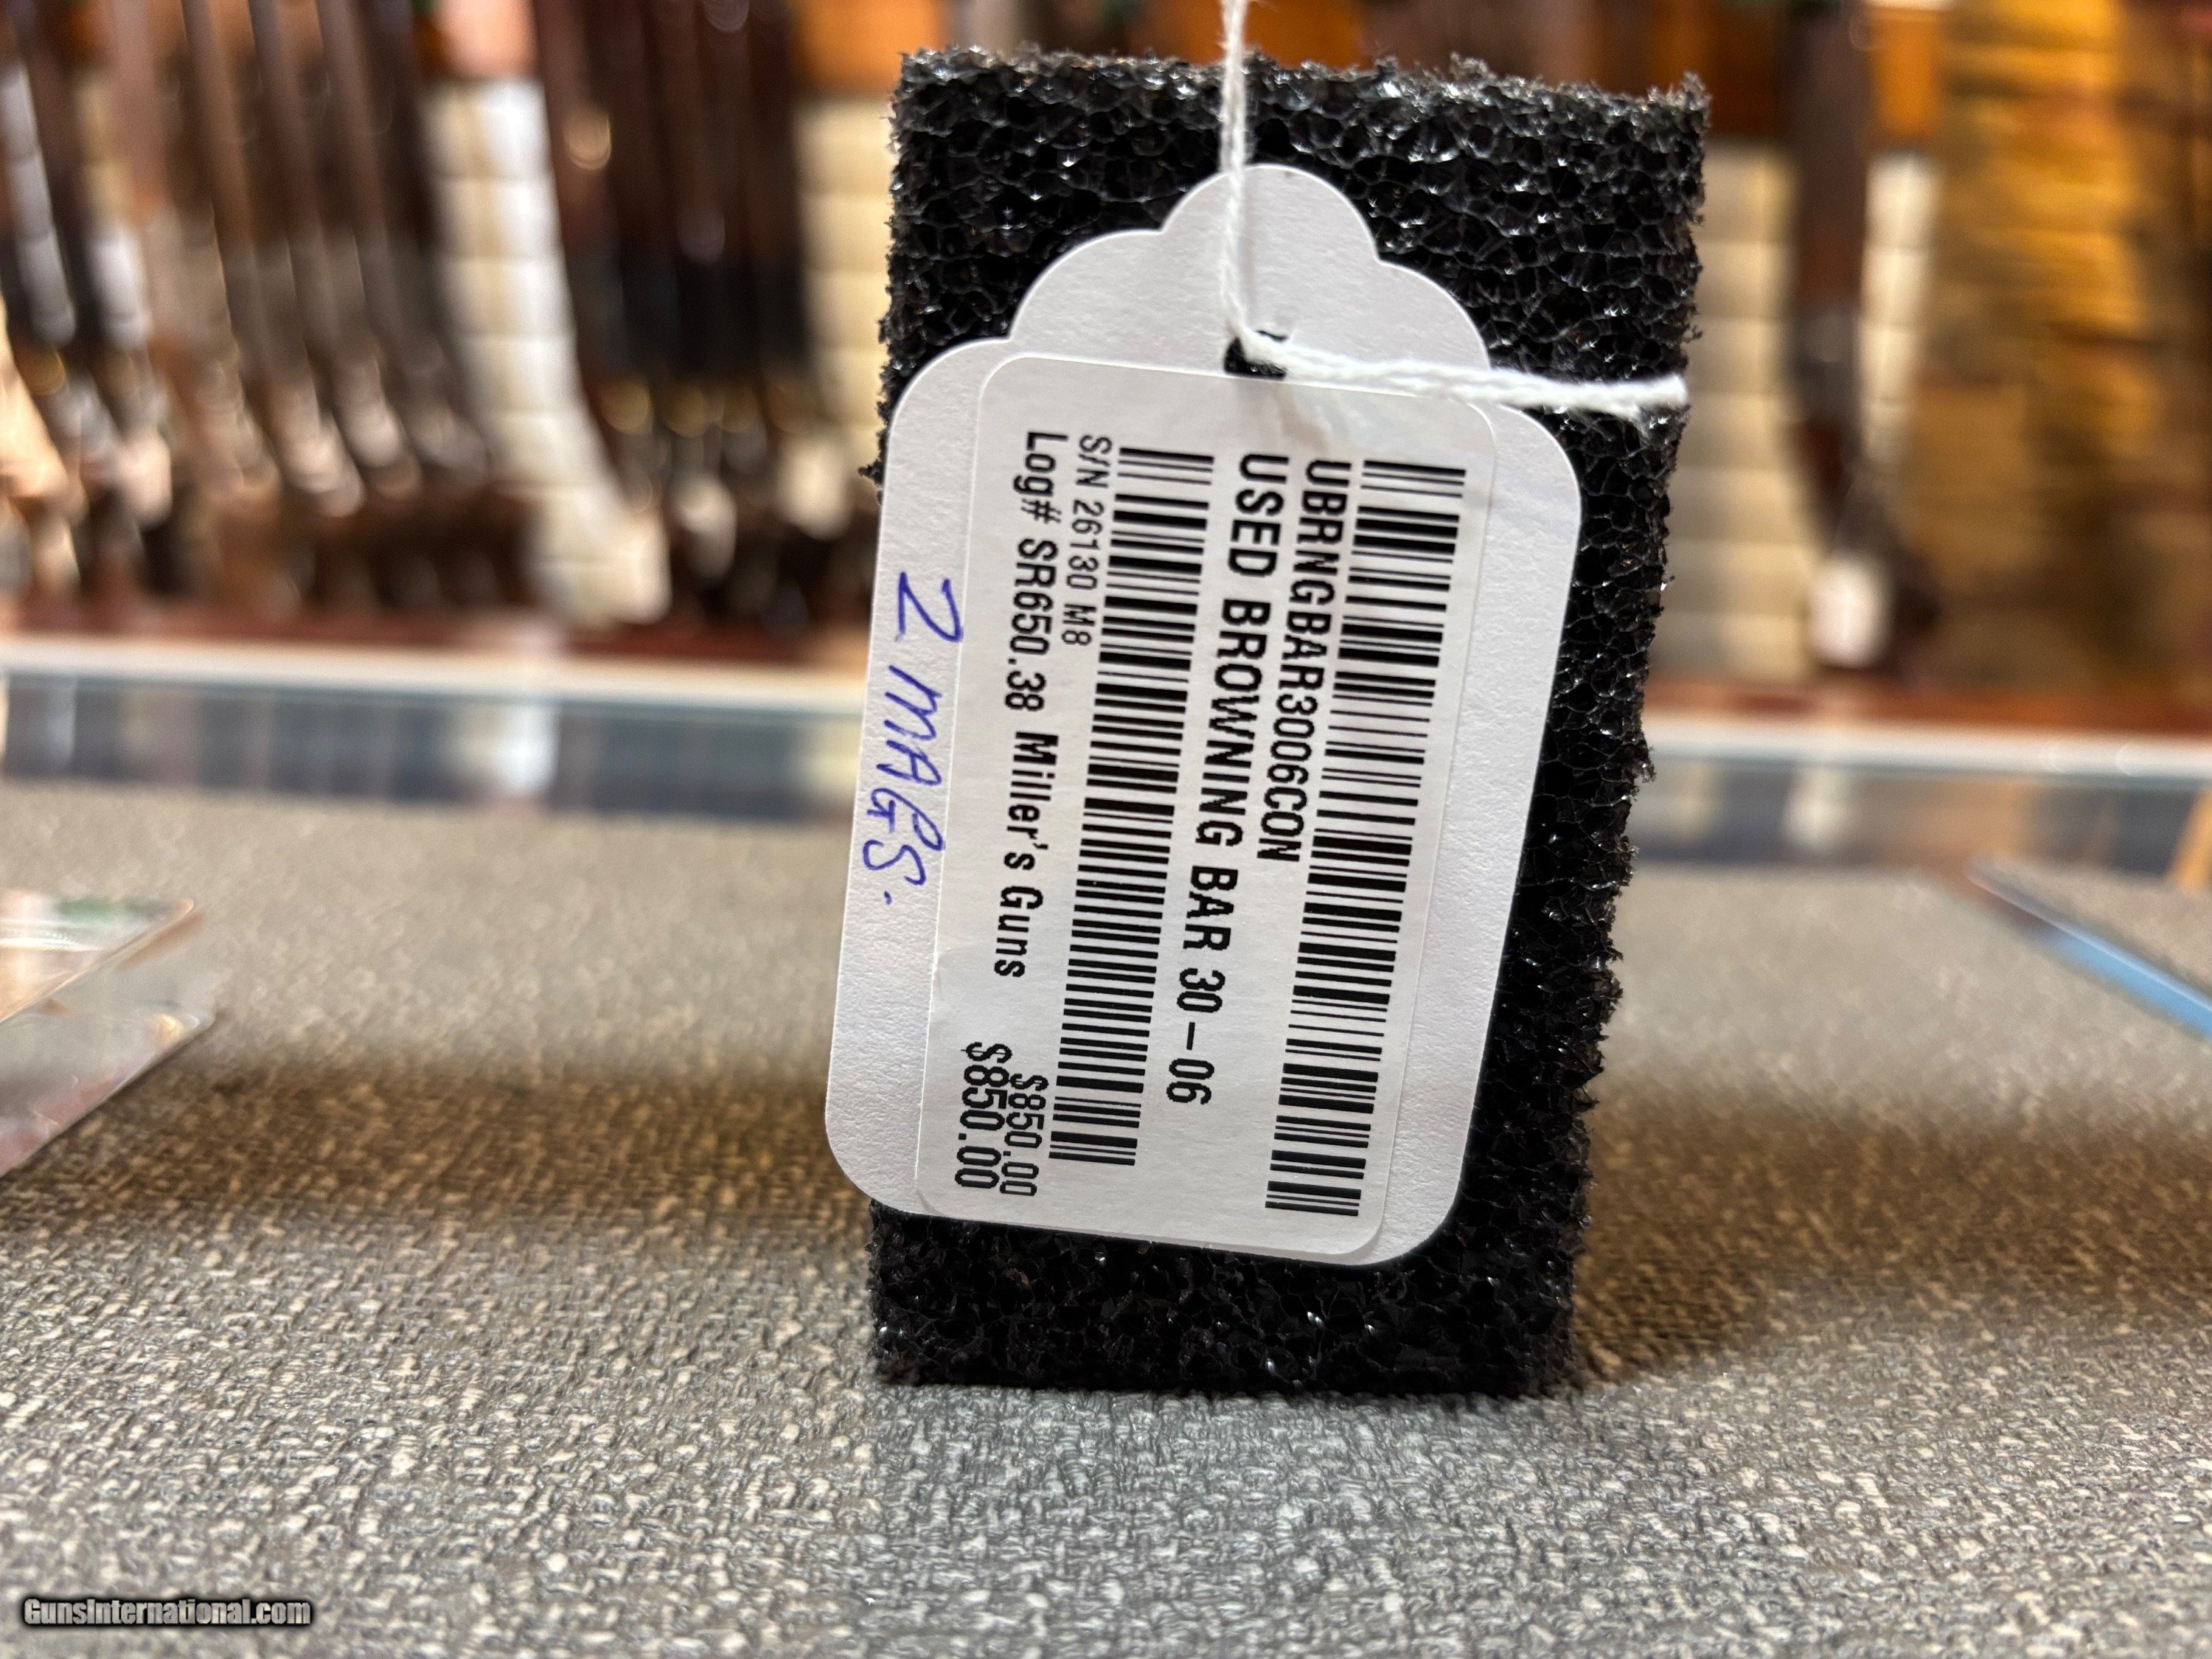 UBRNGBAR3006CON
USED BROWNING BAR 30-06
S/N 26130 M8
$850.00
Log# SR650.38 Miller's Guns
$850.00
2 MAGS.
GunsInternational.com